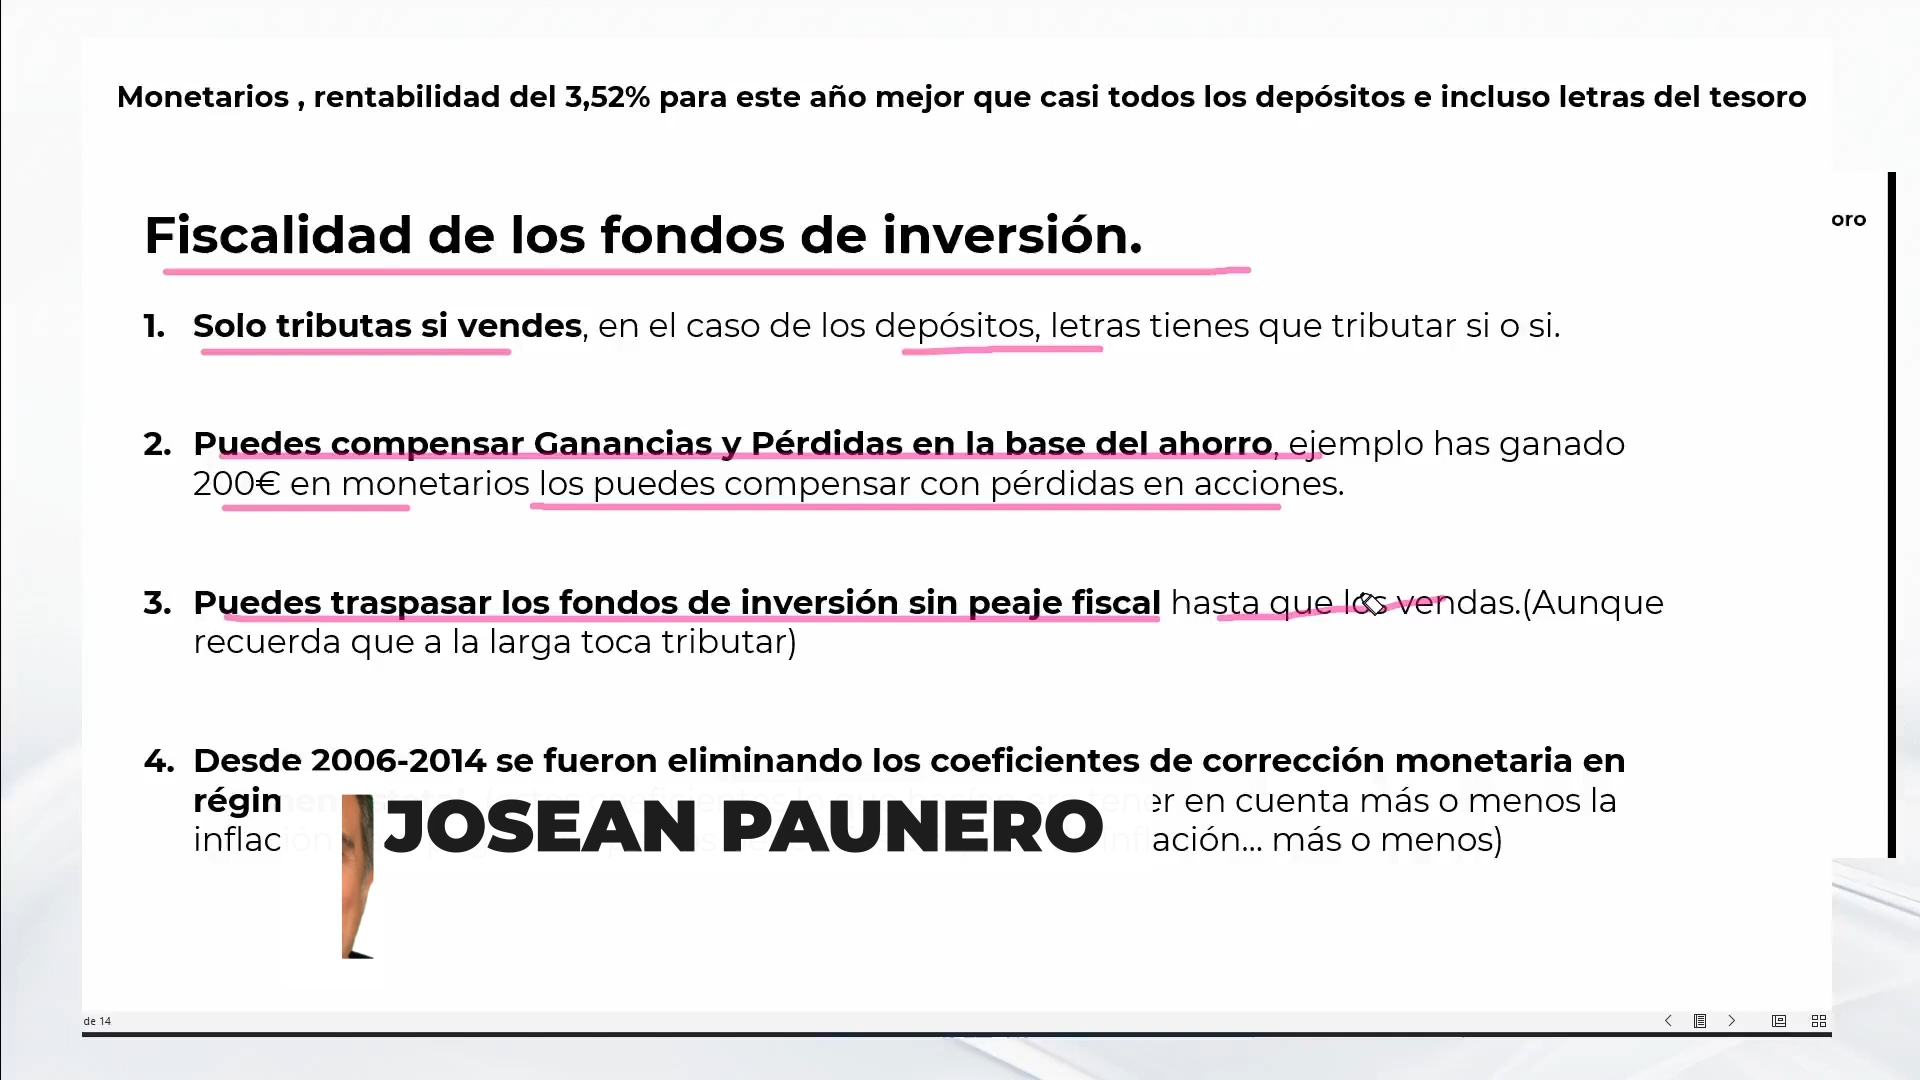 Monetarios , rentabilidad del 3,52% para este año mejor que casi todos los depósitos e incluso letras del tesoro
oro
Fiscalidad de los fondos de inversión.
1. Solo tributas si vendes, en el caso de los depósitos, letras tienes que tributar si o si.
2. Puedes compensar Ganancias y Pérdidas en la base del ahorro, ejemplo has ganado
200€ en monetarios los puedes compensar con pérdidas en acciones.
3. Puedes traspasar los fondos de inversión sin peaje fiscal hasta que los vendas.(Aunque
recuerda que a la larga toca tributar)
4. Desde 2006-2014 se fueron eliminando los coeficientes de corrección monetaria en
en cuenta más o menos la
más o menos)
JOSEAN PAUNERO
de 14